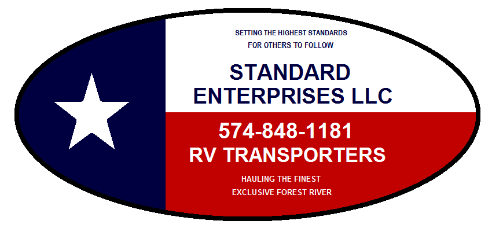 SETTING THE HIGHEST STANDARDS
FOR OTHERS TO FOLLOW
STANDARD
ENTERPRISES LLC
574-848-1181
RV TRANSPORTERS
HAULING THE FINEST
EXCLUSIVE FOREST RIVER